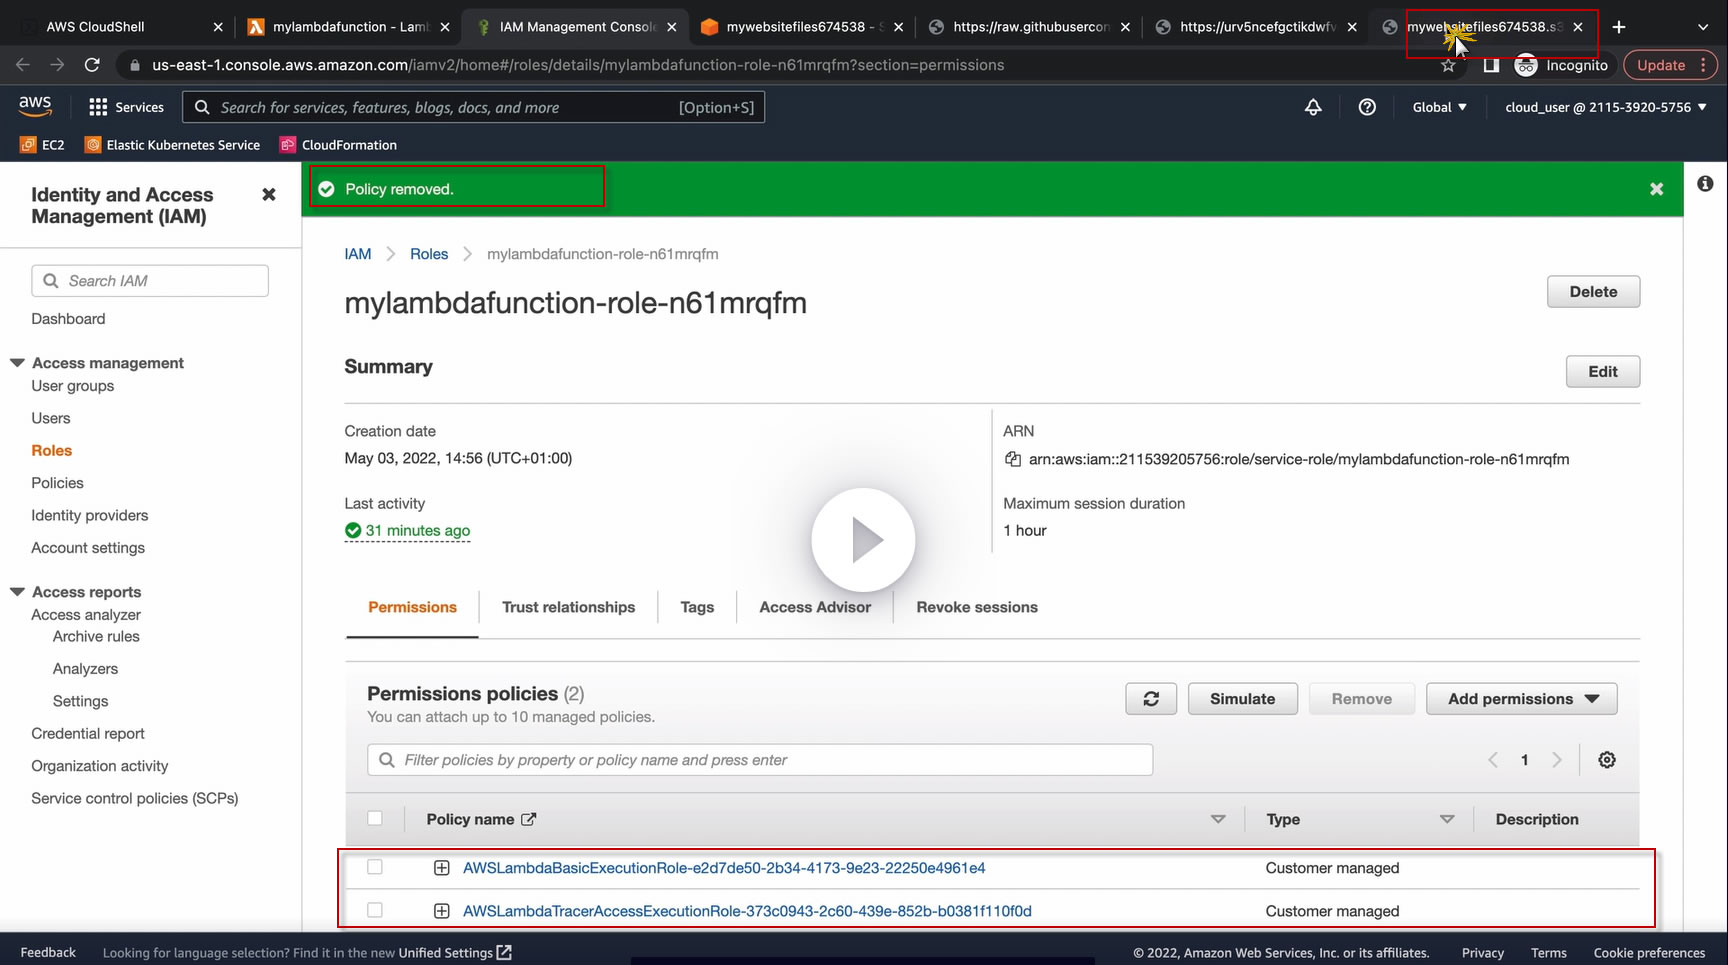 AWS CloudShell
mylambdafunction - Lamb
IAM Management Console
mywebsitefiles674538 - S
https://raw.githubusercon
https://urv5ncefgctikdwfv
mywebsitefiles674538.s3
us-east-1.console.aws.amazon.com/iamv2/home#/roles/details/mylambdafunction-role-n61mrqfm?section=permissions
Incognito
Update
aws
Services
Search for services, features, blogs, docs, and more
[Option+S]
Global
cloud_user @ 2115-3920-5756
EC2
Elastic Kubernetes Service
CloudFormation
Identity and Access
Management (IAM)
Search IAM
Dashboard
Access management
User groups
Users
Roles
Policies
Identity providers
Account settings
Access reports
Access analyzer
Archive rules
Analyzers
Settings
Credential report
Organization activity
Service control policies (SCPs)
Policy removed.
IAM > Roles > mylambdafunction-role-n61mrqfm
mylambdafunction-role-n61mrqfm
Delete
Summary
Edit
Creation date
May 03, 2022, 14:56 (UTC+01:00)
Last activity
31 minutes ago
ARN
arn:aws:iam::211539205756:role/service-role/mylambdafunction-role-n61mrqfm
Maximum session duration
1 hour
Permissions
Trust relationships
Tags
Access Advisor
Revoke sessions
Permissions policies (2)
You can attach up to 10 managed policies.
Simulate
Remove
Add permissions
Filter policies by property or policy name and press enter
1
Policy name
Type
Description
AWSLambdaBasicExecutionRole-e2d7de50-2b34-4173-9e23-22250e4961e4 Customer managed
AWSLambdaTracerAccessExecutionRole-373c0943-2c60-439e-852b-b0381f110f0d Customer managed
Feedback
Looking for language selection? Find it in the new Unified Settings
© 2022, Amazon Web Services, Inc. or its affiliates.
Privacy
Terms
Cookie preferences